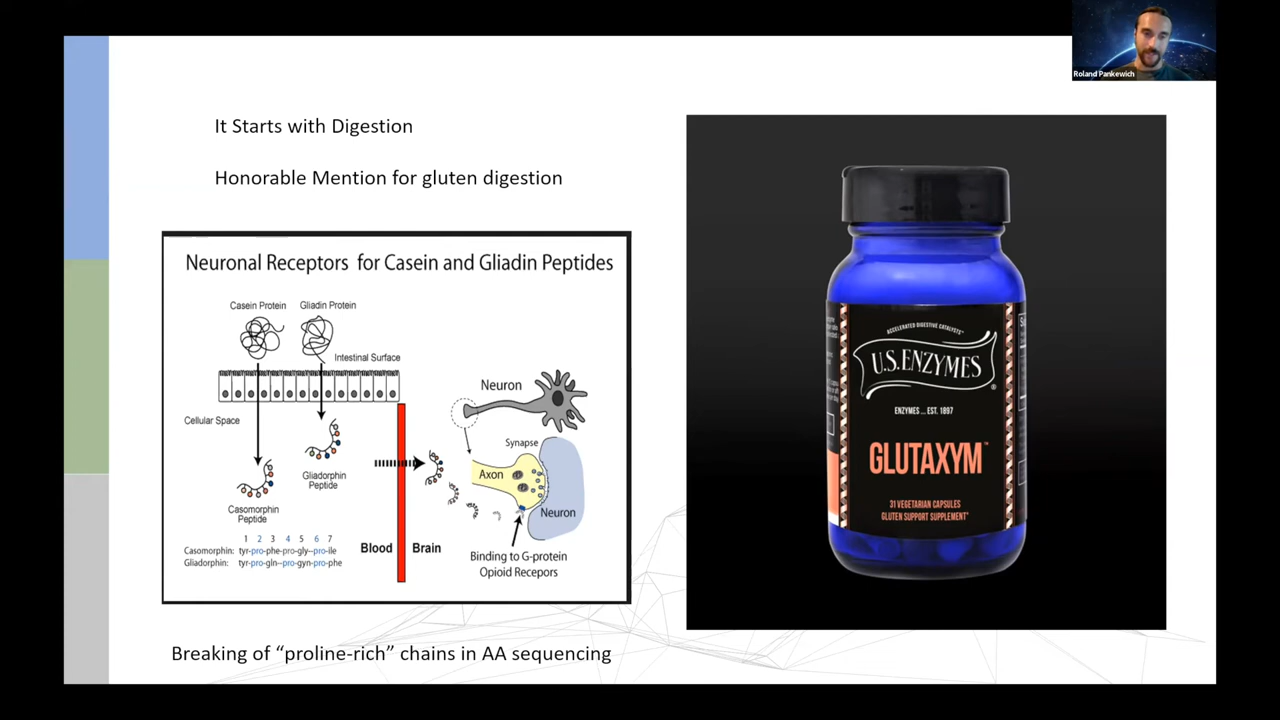 Roland Pankewich
It Starts with Digestion
Honorable Mention for gluten digestion
Neuronal Receptors for Casein and Gliadin Peptides
Casein Protein
Gliadin Protein
Intestinal Surface
Cellular Space
Gliadorphin
Peptide
Casomorphin
Peptide
1 2 3 4 5 6 7
Casomorphin: tyr-pro-phe-pro-gly--pro-ile
Gliadorphin: tyr-pro-gln--pro-gyn-pro-phe
Blood
Brain
Neuron
Synapse
Axon
Neuron
Binding to G-protein
Opioid Recepors
Breaking of “proline-rich” chains in AA sequencing
ACCELERATED DIGESTIVE CATALYSTS™
U.S. ENZYMES®
ENZYMES ... EST. 1897
GLUTAXYM™
31 VEGETARIAN CAPSULES
GLUTEN SUPPORT SUPPLEMENT*